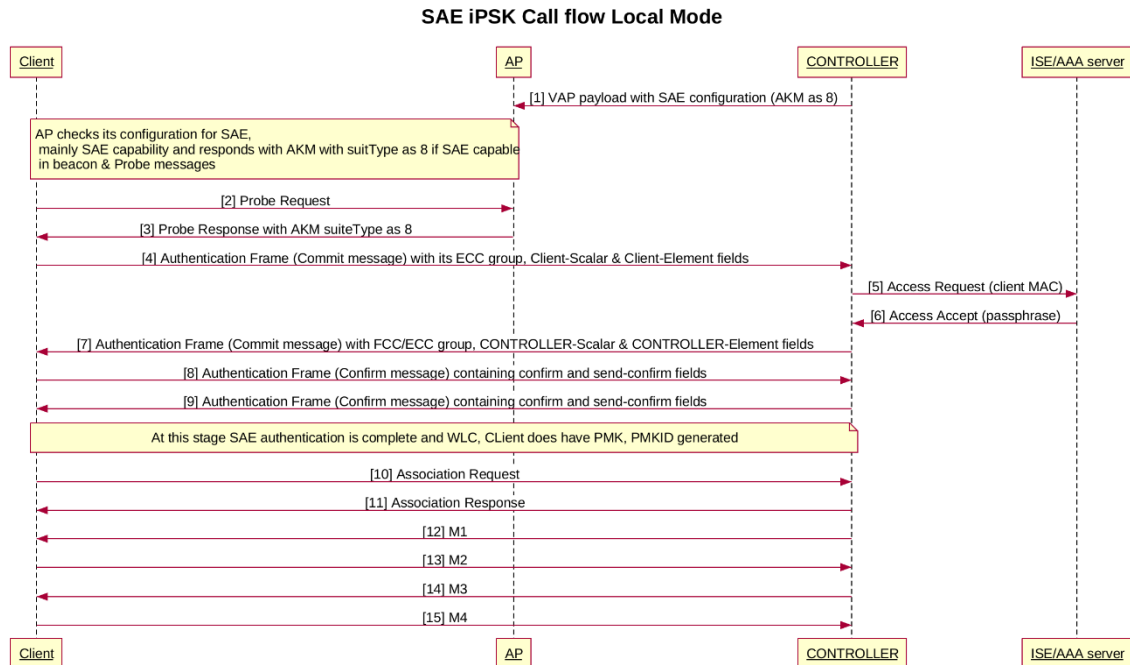 SAE iPSK Call flow Local Mode
Client
AP
CONTROLLER
ISE/AAA server
[1] VAP payload with SAE configuration (AKM as 8)
AP checks its configuration for SAE,
mainly SAE capability and responds with AKM with suitType as 8 if SAE capable
in beacon & Probe messages
[2] Probe Request
[3] Probe Response with AKM suiteType as 8
[4] Authentication Frame (Commit message) with its ECC group, Client-Scalar & Client-Element fields
[5] Access Request (client MAC)
[6] Access Accept (passphrase)
[7] Authentication Frame (Commit message) with FCC/ECC group, CONTROLLER-Scalar & CONTROLLER-Element fields
[8] Authentication Frame (Confirm message) containing confirm and send-confirm fields
[9] Authentication Frame (Confirm message) containing confirm and send-confirm fields
At this stage SAE authentication is complete and WLC, CLient does have PMK, PMKID generated
[10] Association Request
[11] Association Response
[12] M1
[13] M2
[14] M3
[15] M4
Client
AP
CONTROLLER
ISE/AAA server